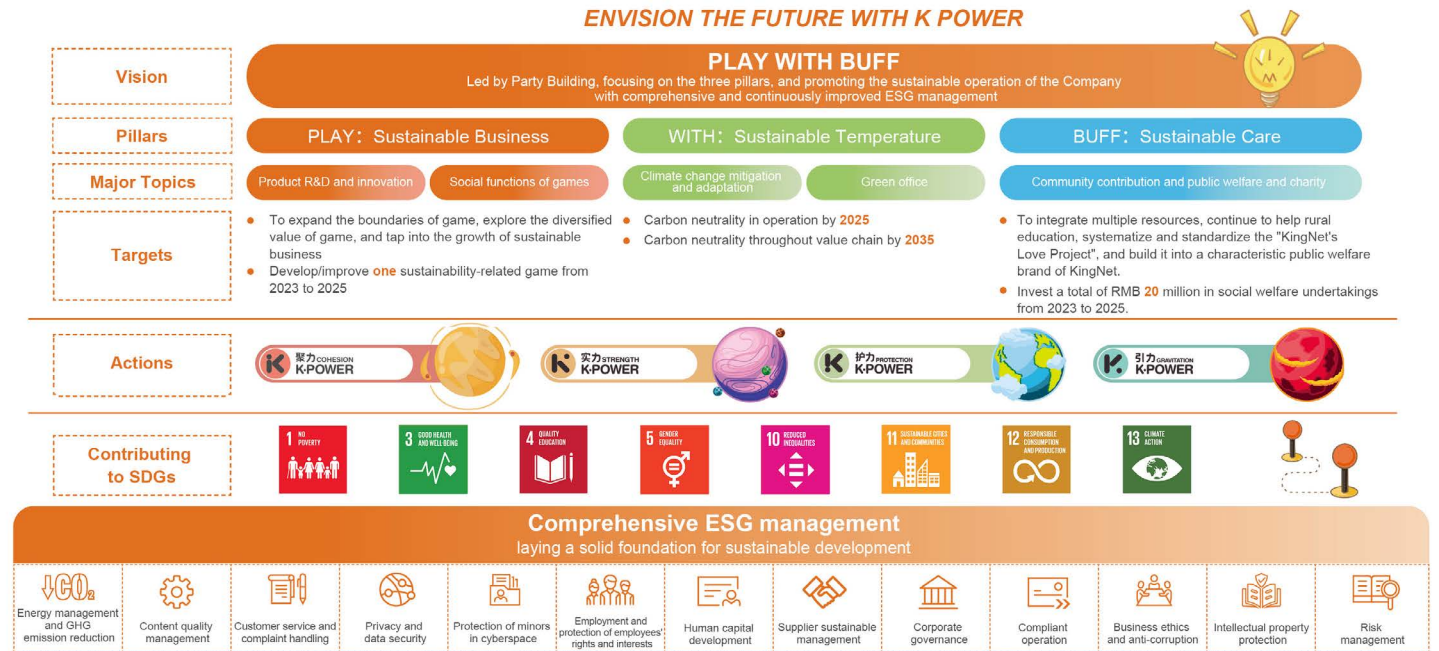 ENVISION THE FUTURE WITH K POWER
Vision
PLAY WITH BUFF
Led by Party Building, focusing on the three pillars, and promoting the sustainable operation of the Company
with comprehensive and continuously improved ESG management
Pillars
PLAY：Sustainable Business
WITH：Sustainable Temperature
BUFF：Sustainable Care
Major Topics
Product R&D and innovation
Social functions of games
Climate change mitigation
and adaptation
Green office
Community contribution and public welfare and charity
Targets
To expand the boundaries of game, explore the diversified
value of game, and tap into the growth of sustainable
business
Develop/improve one sustainability-related game from
2023 to 2025
Carbon neutrality in operation by 2025
Carbon neutrality throughout value chain by 2035
To integrate multiple resources, continue to help rural
education, systematize and standardize the "KingNet's
Love Project", and build it into a characteristic public welfare
brand of KingNet.
Invest a total of RMB 20 million in social welfare undertakings
from 2023 to 2025.
Actions
聚力 COHESION
K-POWER
实力 STRENGTH
K-POWER
护力 PROTECTION
K-POWER
引力 GRAVITATION
K-POWER
Contributing
to SDGs
1 NO
POVERTY
3 GOOD HEALTH
AND WELL-BEING
4 QUALITY
EDUCATION
5 GENDER
EQUALITY
10 REDUCED
INEQUALITIES
11 SUSTAINABLE CITIES
AND COMMUNITIES
12 RESPONSIBLE
CONSUMPTION
AND PRODUCTION
13 CLIMATE
ACTION
Comprehensive ESG management
laying a solid foundation for sustainable development
CO₂
Energy management
and GHG
emission reduction
Content quality
management
Customer service and
complaint handling
Privacy and
data security
Protection of minors
in cyberspace
Employment and
protection of employees'
rights and interests
Human capital
development
Supplier sustainable
management
Corporate
governance
Compliant
operation
Business ethics
and anti-corruption
Intellectual property
protection
Risk
management